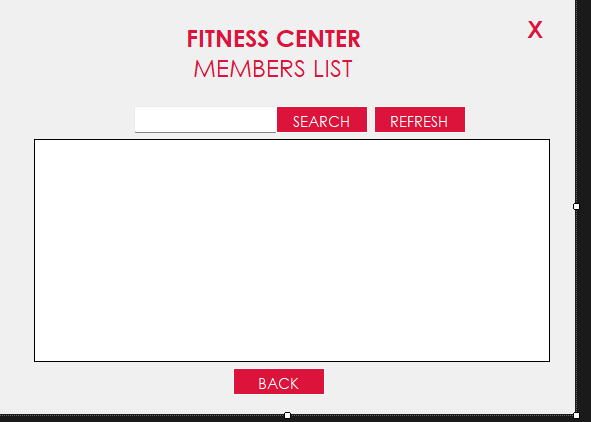 X
FITNESS CENTER
MEMBERS LIST
SEARCH REFRESH
BACK